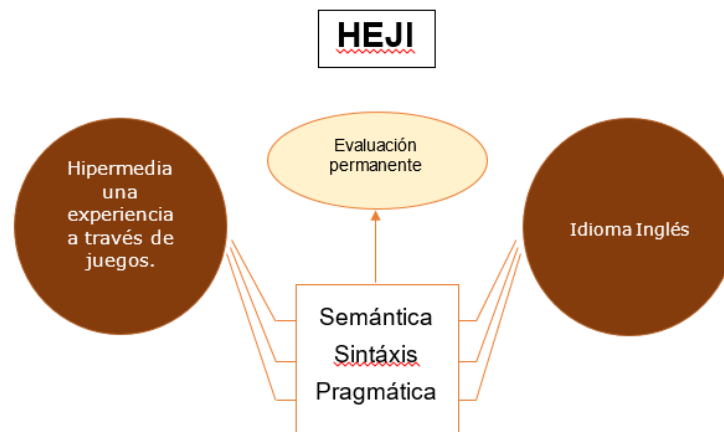 HEJI
Hipermedia
una
experiencia
a través de
juegos.
Evaluación
permanente
Idioma Inglés
Semántica
Sintáxis
Pragmática